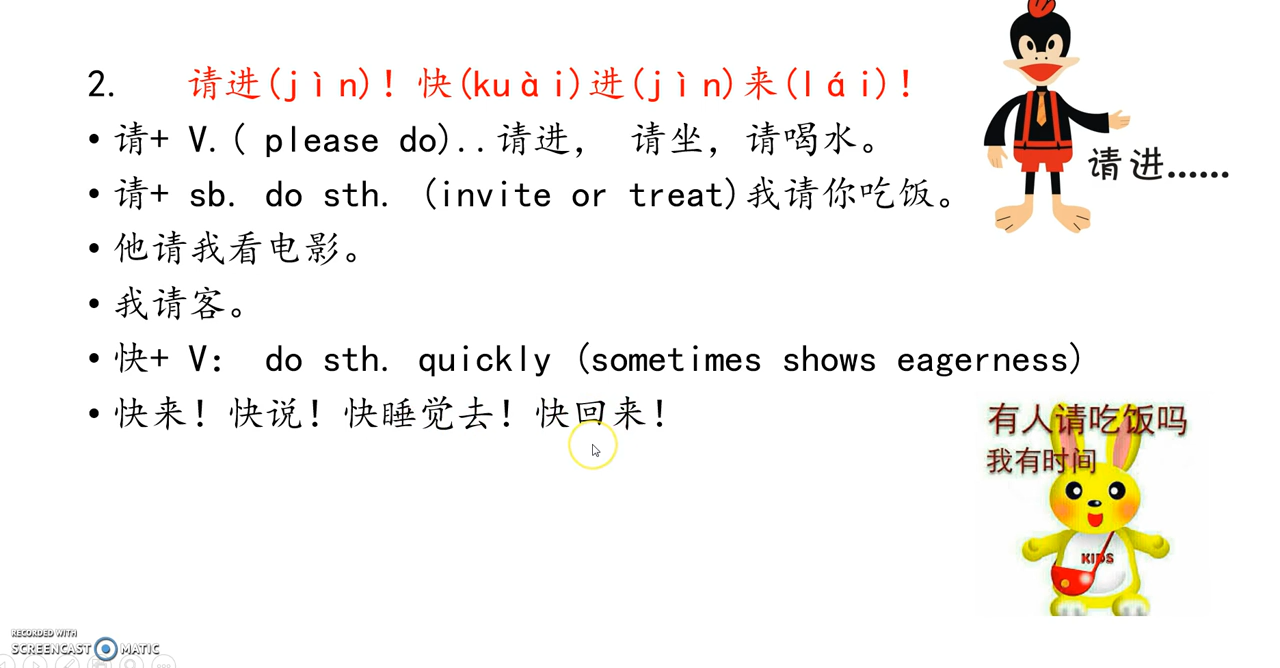 2. 请进(jìn)！快(kuài)进(jìn)来(lái)！
• 请+ V.( please do)..请进， 请坐，请喝水。
请进......
• 请+ sb. do sth. (invite or treat)我请你吃饭。
• 他请我看电影。
• 我请客。
• 快+ V： do sth. quickly (sometimes shows eagerness)
• 快来！快说！快睡觉去！快回来！
有人请吃饭吗
我有时间
KIDS
RECORDED WITH
SCREENCAST MATIC